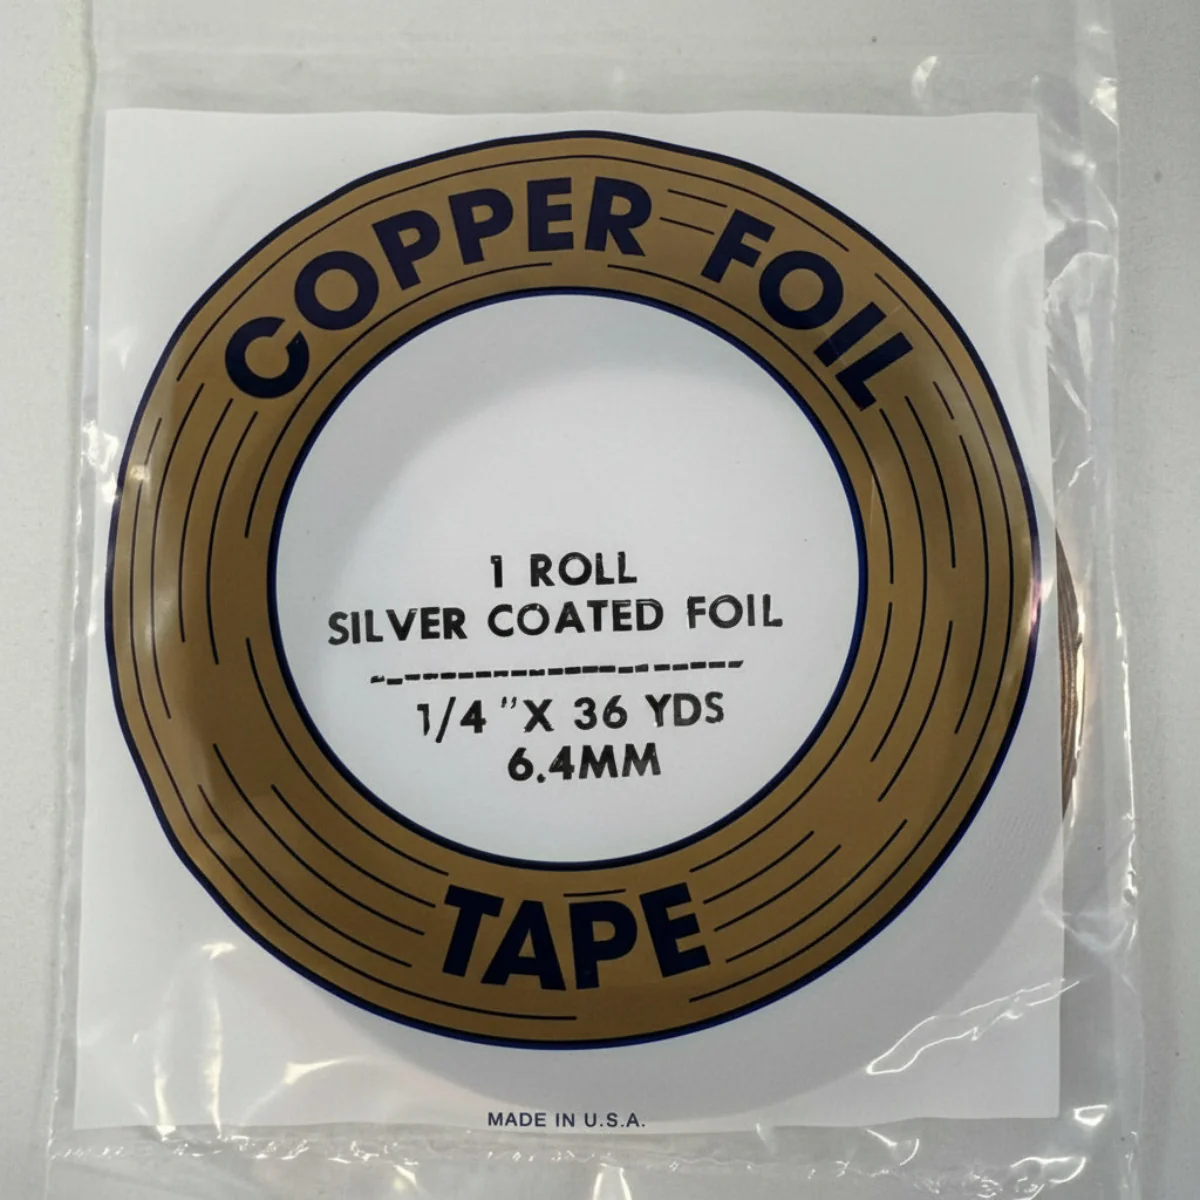 COPPER FOIL
1 ROLL
SILVER COATED FOIL
1/4 "X 36 YDS
6.4MM
TAPE
MADE IN U.S.A.